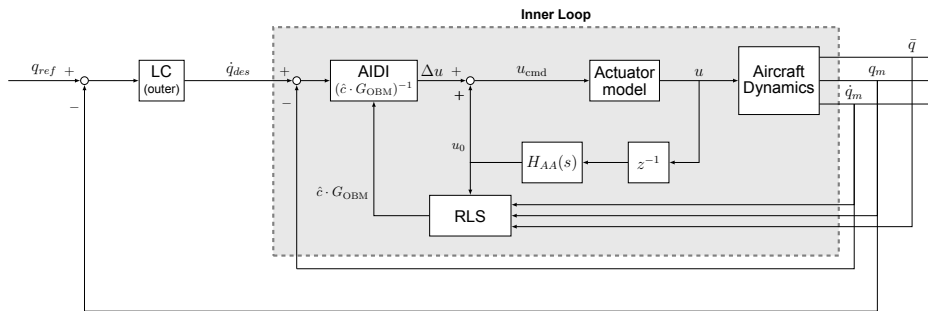 Inner Loop
q̄
q_ref
+
−
LC
(outer)
q̇_des
+
−
AIDI
(ĉ · G_OBM)⁻¹
Δu
+
+
u_cmd
Actuator
model
u
Aircraft
Dynamics
q_m
q̇_m
u_0
H_AA(s)
z⁻¹
ĉ · G_OBM
RLS